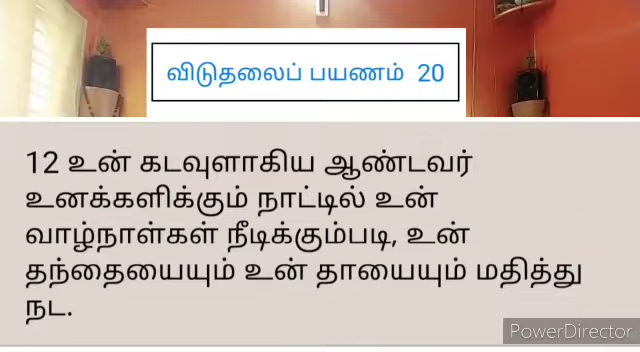 விடுதலைப் பயணம் 20
12 உன் கடவுளாகிய ஆண்டவர்
உனக்களிக்கும் நாட்டில் உன்
வாழ்நாள்கள் நீடிக்கும்படி, உன்
தந்தையையும் உன் தாயையும் மதித்து
நட.
PowerDirector